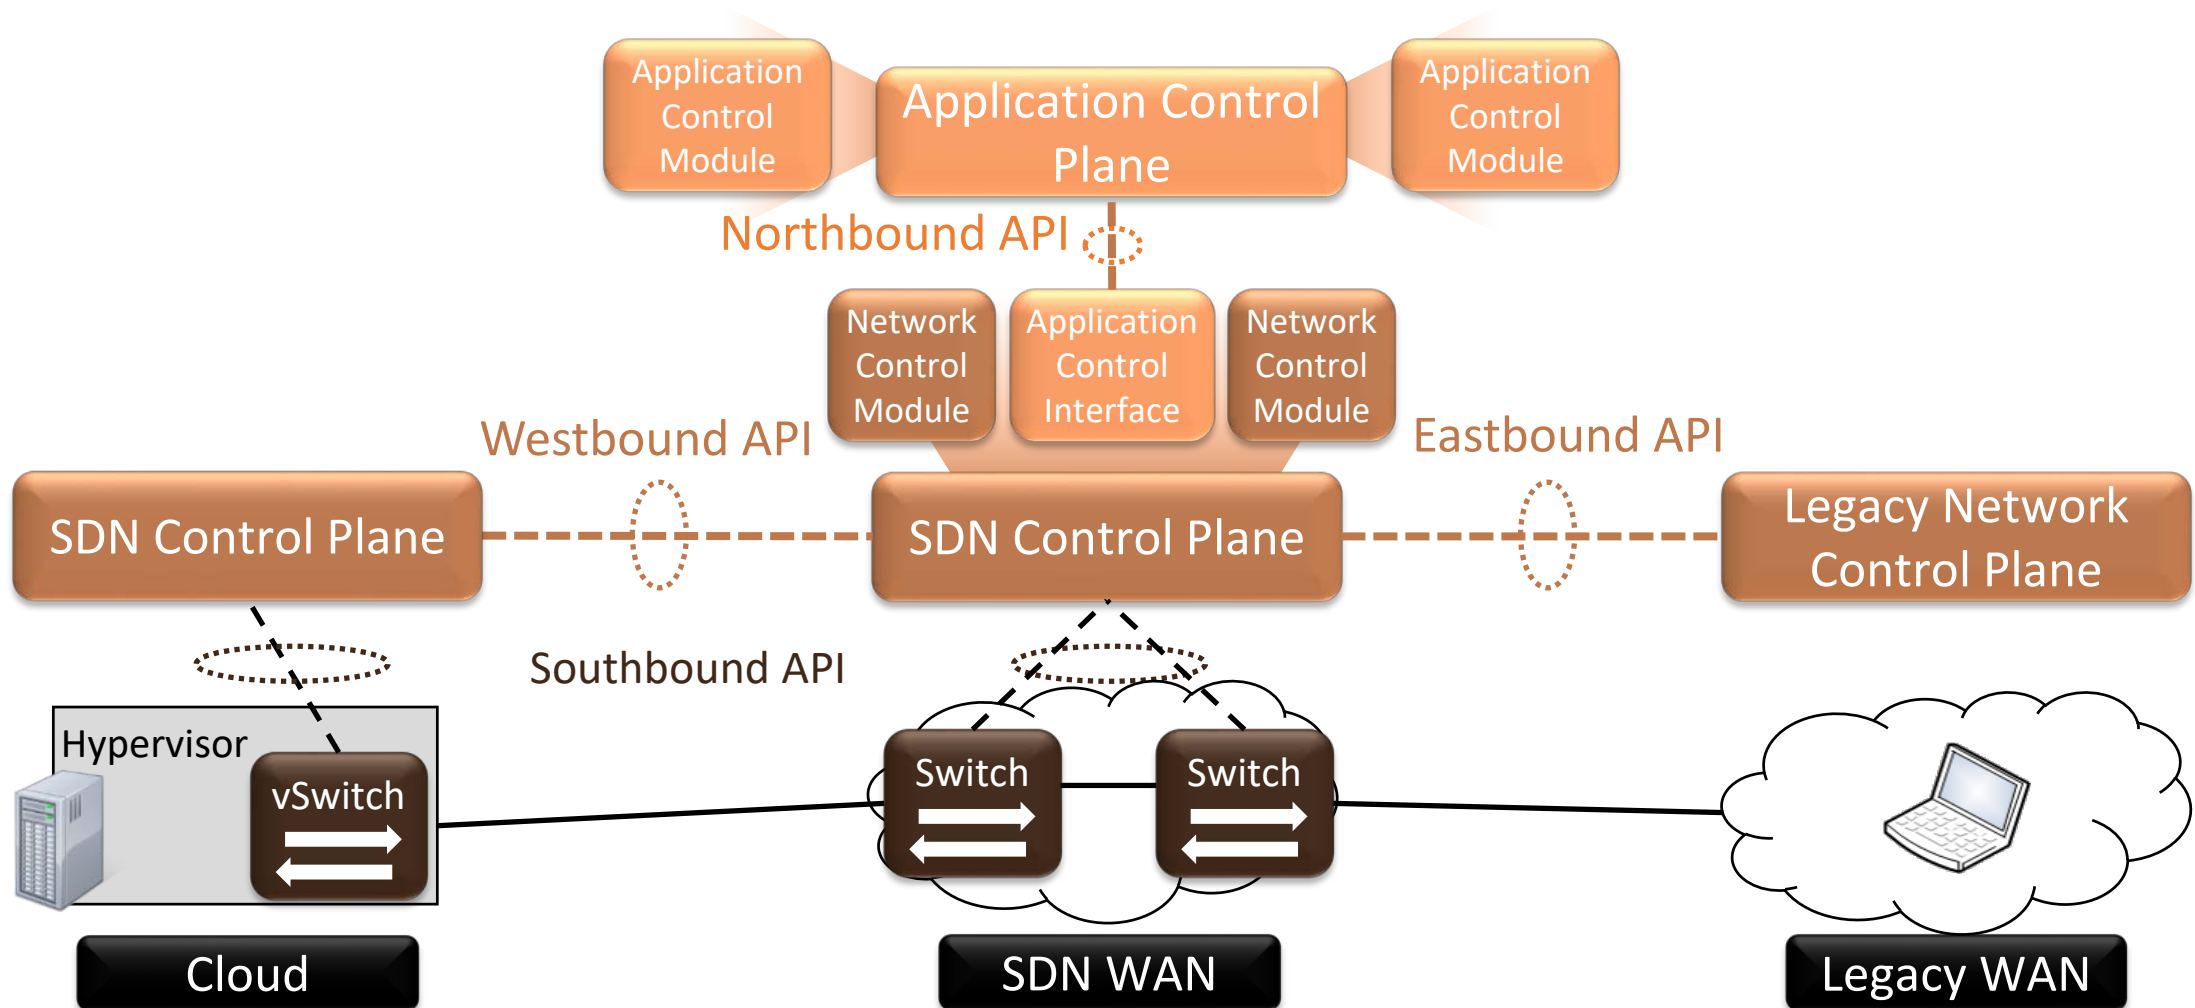 Application
Control
Module
Application Control
Plane
Application
Control
Module
Northbound API
Network
Control
Module
Application
Control
Interface
Network
Control
Module
Westbound API
Eastbound API
SDN Control Plane
SDN Control Plane
Legacy Network
Control Plane
Southbound API
Hypervisor
vSwitch
Switch
Switch
Cloud
SDN WAN
Legacy WAN